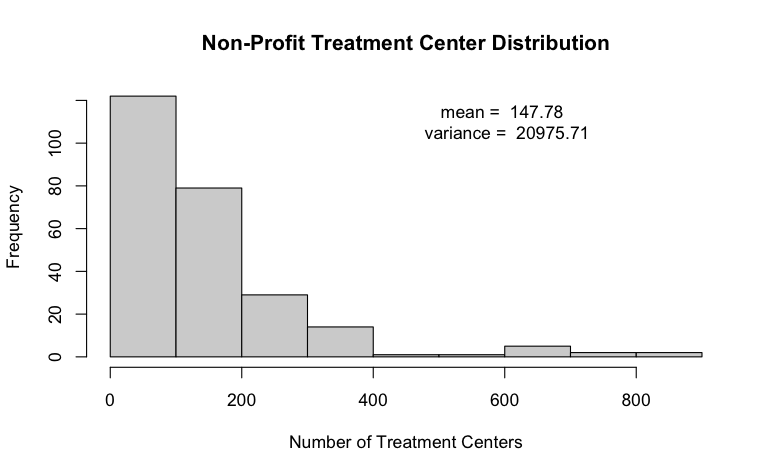 Non-Profit Treatment Center Distribution
mean = 147.78
variance = 20975.71
Frequency
100
80
60
40
20
0
0 200 400 600 800
Number of Treatment Centers